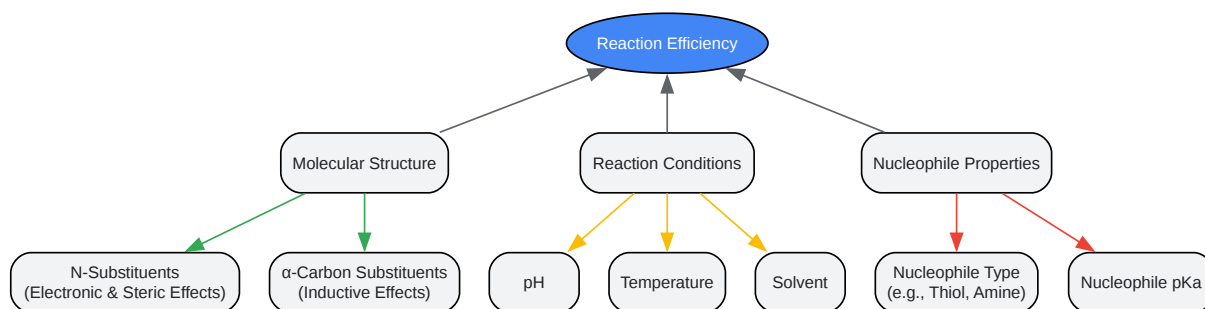 Reaction Efficiency
Molecular Structure
Reaction Conditions
Nucleophile Properties
N-Substituents
(Electronic & Steric Effects)
α-Carbon Substituents
(Inductive Effects)
pH
Temperature
Solvent
Nucleophile Type
(e.g., Thiol, Amine)
Nucleophile pKa